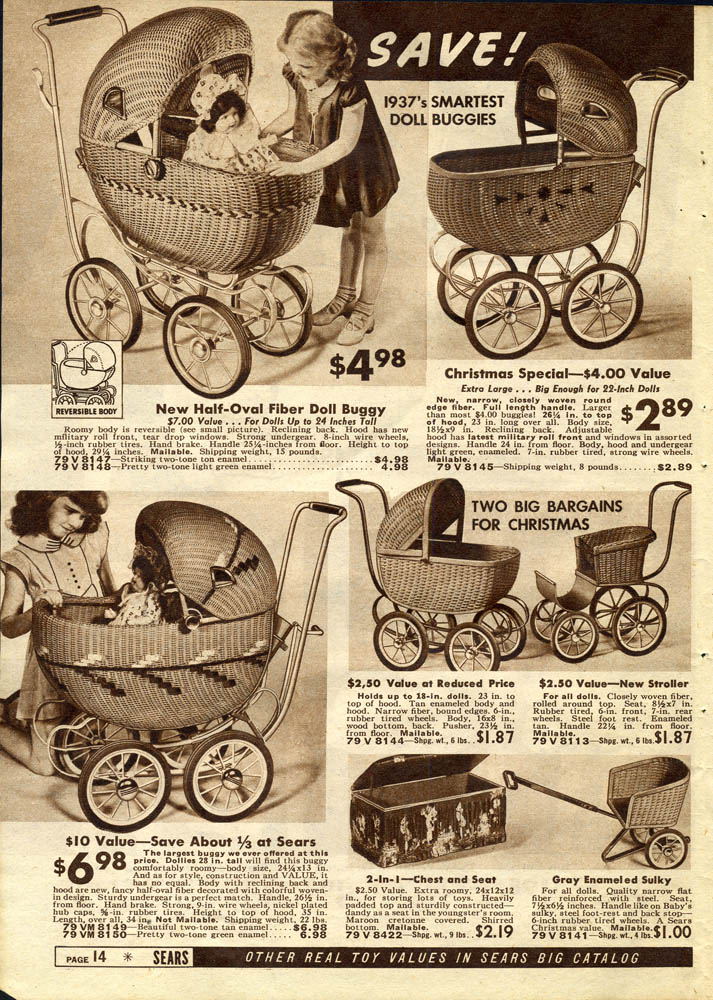 SAVE!
1937's SMARTEST
DOLL BUGGIES
$4 98
REVERSIBLE BODY
New Half-Oval Fiber Doll Buggy
$7.00 Value . . . For Dolls Up to 24 Inches Tall
Roomy body is reversible (see small picture). Reclining back. Hood has new
military roll front, tear drop windows. Strong undergear. 8-inch wire wheels,
½-inch rubber tires. Hand brake. Handle 25¼-inches from floor. Height to top
of hood, 29¼ inches. Mailable. Shipping weight, 15 pounds.
79 V 8147—Striking two-tone tan enamel....................$4.98
79 V 8148—Pretty two-tone light green enamel................. 4.98
Christmas Special—$4.00 Value
Extra Large . . . Big Enough for 22-Inch Dolls
New, narrow, closely woven round
edge fiber. Full length handle. Larger
than most $4.00 buggies! 26¼ in. to top
of hood, 23 in. long over all. Body size,
18½x9 in. Reclining back. Adjustable
hood has latest military roll front and windows in assorted
designs. Handle 24 in. from floor. Body, hood and undergear
light green, enameled. 7-in. rubber tired, strong wire wheels.
Mailable.
79 V 8145—Shipping weight, 8 pounds.......$2.89
$2 89
TWO BIG BARGAINS
FOR CHRISTMAS
$2,50 Value at Reduced Price
Holds up to 18-in. dolls. 23 in. to
top of hood. Tan enameled body and
hood. Narrow fiber, bound edges. 6-in.,
rubber tired wheels. Body, 16x8 in.,
wood bottom, back. Pusher, 23½ in.
from floor. Mailable.
79 V 8144—Shpg. wt., 6 lbs. . $1.87
$2.50 Value—New Stroller
For all dolls. Closely woven fiber,
rolled around top. Seat, 8½x7 in.
Rubber tired, 6-in. front, 7-in. rear
wheels. Steel foot rest. Enameled
tan. Handle 22¼ in. from floor.
Mailable.
79 V 8113—Shpg. wt., 6 lbs. $1.87
$10 Value—Save About ⅓ at Sears
$6 98
The largest buggy we ever offered at this
price. Dollies 28 in. tall will find this buggy
comfortably roomy—body size, 24¼x13 in.
And as for style, construction and VALUE, it
has no equal. Body with reclining back and
hood are new, fancy half-oval fiber decorated with colorful woven-
in design. Sturdy undergear is a perfect match. Handle, 26½ in.
from floor. Hand brake. Strong, 9-in. wire wheels, nickel plated
hub caps, ⅝-in. rubber tires. Height to top of hood, 35 in.
Length, over all, 34 in. Not Mailable. Shipping weight, 22 lbs.
79 VM 8149—Beautiful two-tone tan enamel.....$6.98
79 VM 8150—Pretty two-tone green enamel..... 6.98
2-In-1—Chest and Seat
$2.50 Value. Extra roomy, 24x12x12
in., for storing lots of toys. Heavily
padded top and sturdily constructed—
dandy as a seat in the youngster's room.
Maroon cretonne covered. Shirred
bottom. Mailable.
79 V 8422—Shpg. wt., 9 lbs. . $2.19
Gray Enameled Sulky
For all dolls. Quality narrow flat
fiber reinforced with steel. Seat,
7½x6½ inches. Handle like on Baby's
sulky, steel foot-rest and back stop—
6-inch rubber tired wheels. A Sears
Christmas value. Mailable.
79 V 8141—Shpg. wt., 4 lbs. $1.00
PAGE 14 * SEARS OTHER REAL TOY VALUES IN SEARS BIG CATALOG